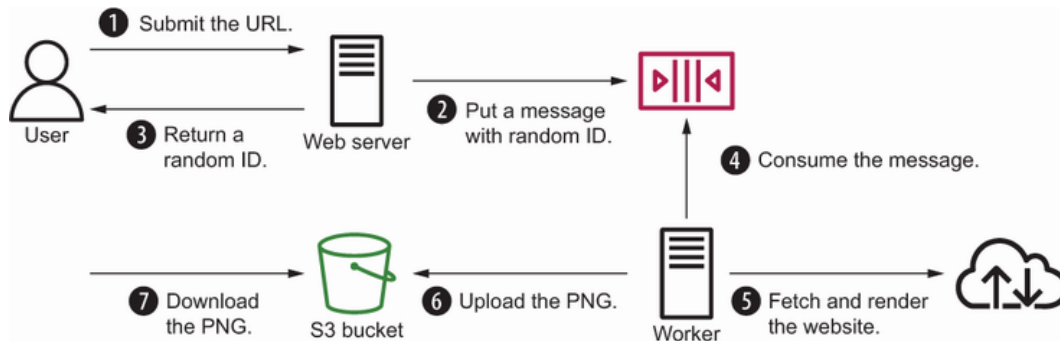 1 Submit the URL.
User
3 Return a
random ID.
Web server
2 Put a message
with random ID.
4 Consume the message.
7 Download
the PNG.
S3 bucket
6 Upload the PNG.
Worker
5 Fetch and render
the website.